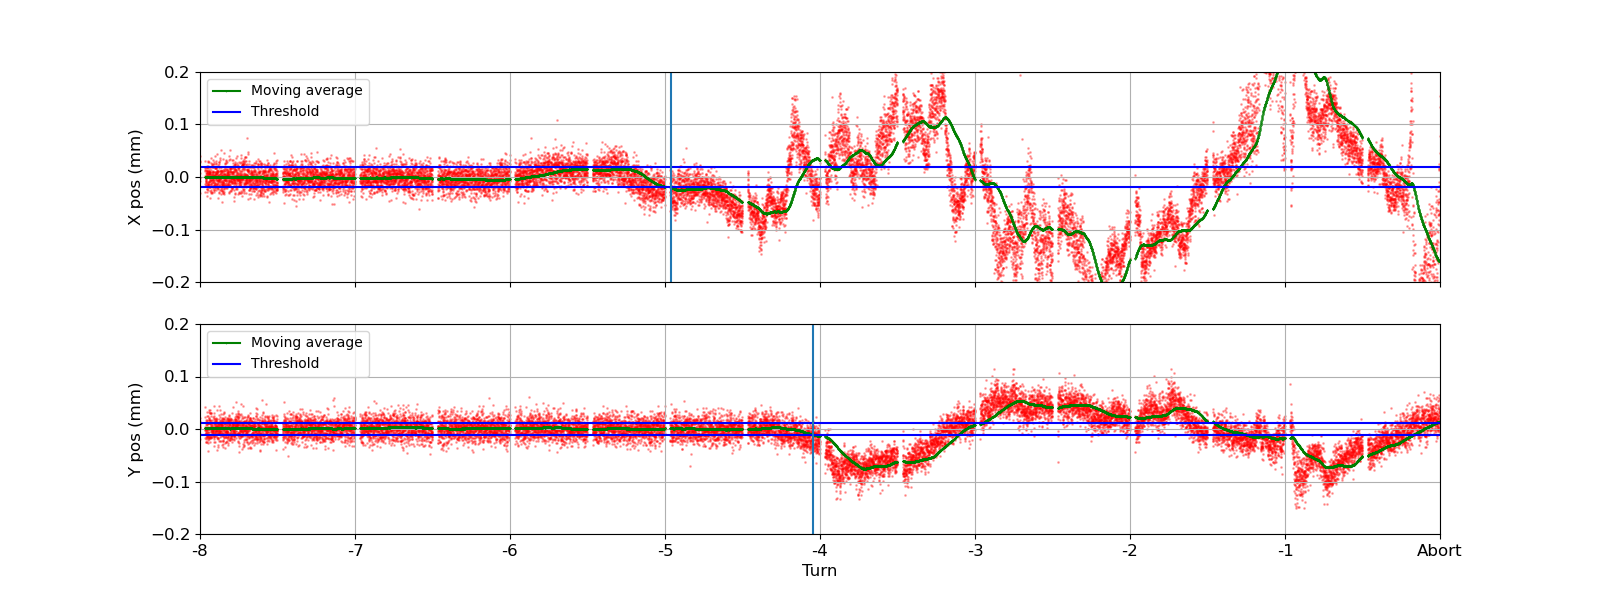 0.2
0.1
0.0
−0.1
−0.2
X pos (mm)
Moving average
Threshold
0.2
0.1
0.0
−0.1
−0.2
Y pos (mm)
Moving average
Threshold
-8 -7 -6 -5 -4 -3 -2 -1 Abort
Turn